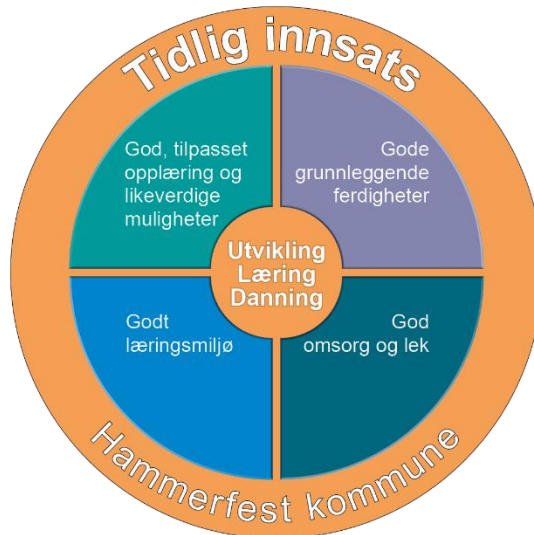 Tidlig innsats
God, tilpasset
opplæring og
likeverdige
muligheter
Gode
grunnleggende
ferdigheter
Utvikling
Læring
Danning
Godt
læringsmiljø
God
omsorg og lek
Hammerfest kommune